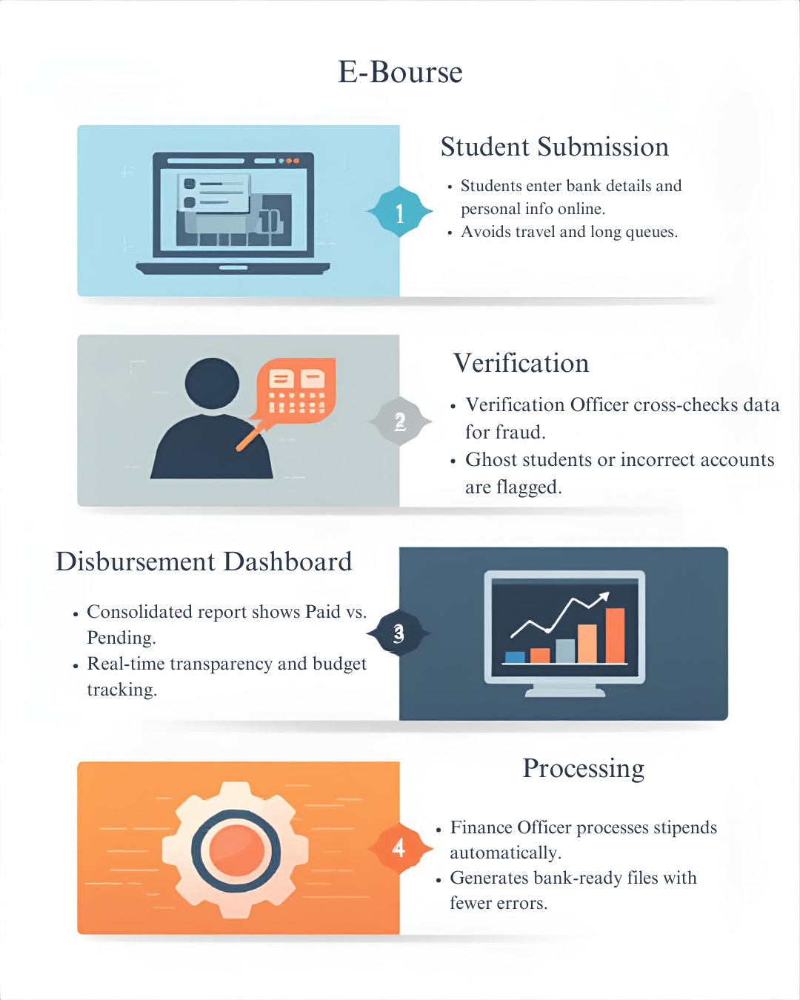 E-Bourse
1
Student Submission
• Students enter bank details and
personal info online.
• Avoids travel and long queues.
2
Verification
• Verification Officer cross-checks data
for fraud.
• Ghost students or incorrect accounts
are flagged.
Disbursement Dashboard
• Consolidated report shows Paid vs.
Pending.
• Real-time transparency and budget
tracking.
3
4
Processing
• Finance Officer processes stipends
automatically.
• Generates bank-ready files with
fewer errors.